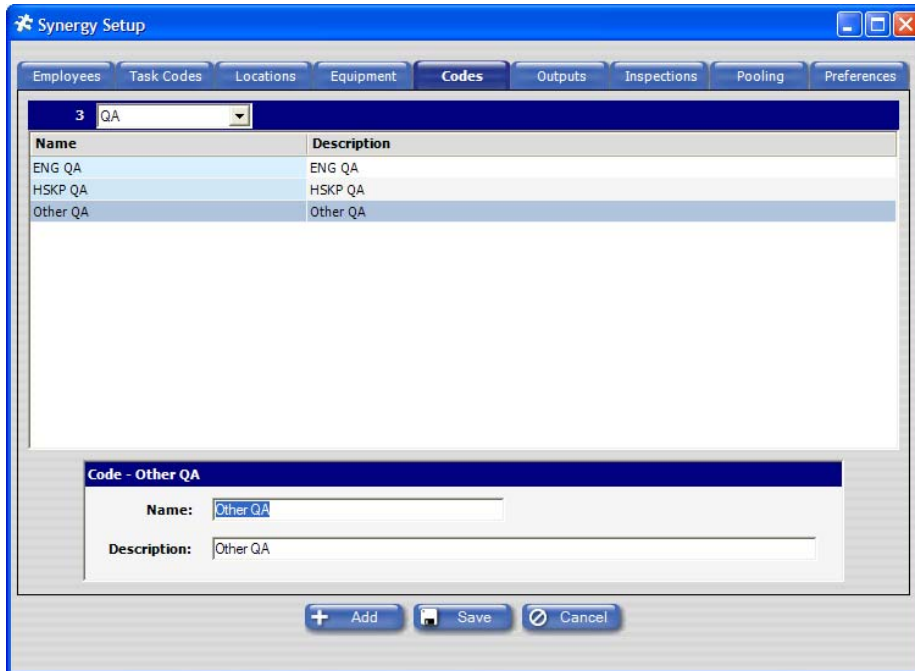 Synergy Setup
Employees Task Codes Locations Equipment Codes Outputs Inspections Pooling Preferences
3 QA
Name Description
ENG QA ENG QA
HSKP QA HSKP QA
Other QA Other QA
Code - Other QA
Name: Other QA
Description: Other QA
Add Save Cancel